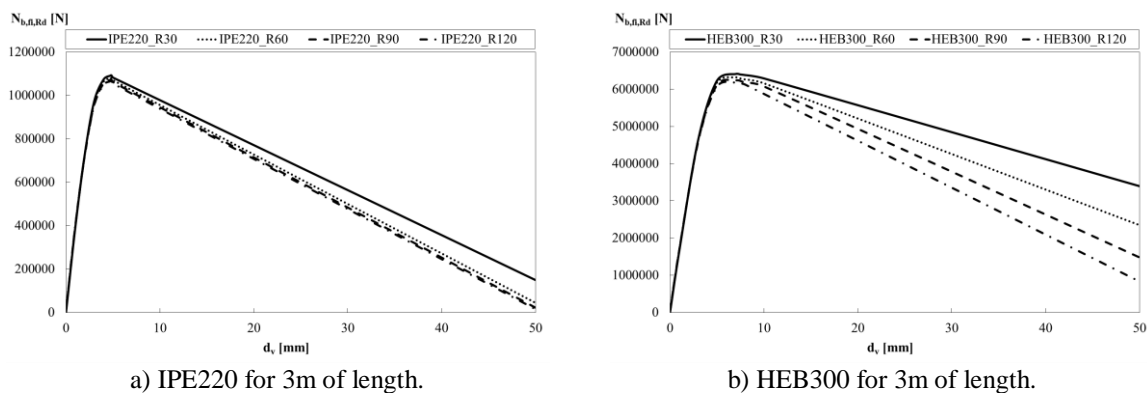 N_b,fi,Rd [N]
IPE220_R30 IPE220_R60 IPE220_R90 IPE220_R120
1200000
1000000
800000
600000
400000
200000
0
0 10 20 30 40 50
d_v [mm]
a) IPE220 for 3m of length.
N_b,fi,Rd [N]
HEB300_R30 HEB300_R60 HEB300_R90 HEB300_R120
7000000
6000000
5000000
4000000
3000000
2000000
1000000
0
0 10 20 30 40 50
d_v [mm]
b) HEB300 for 3m of length.